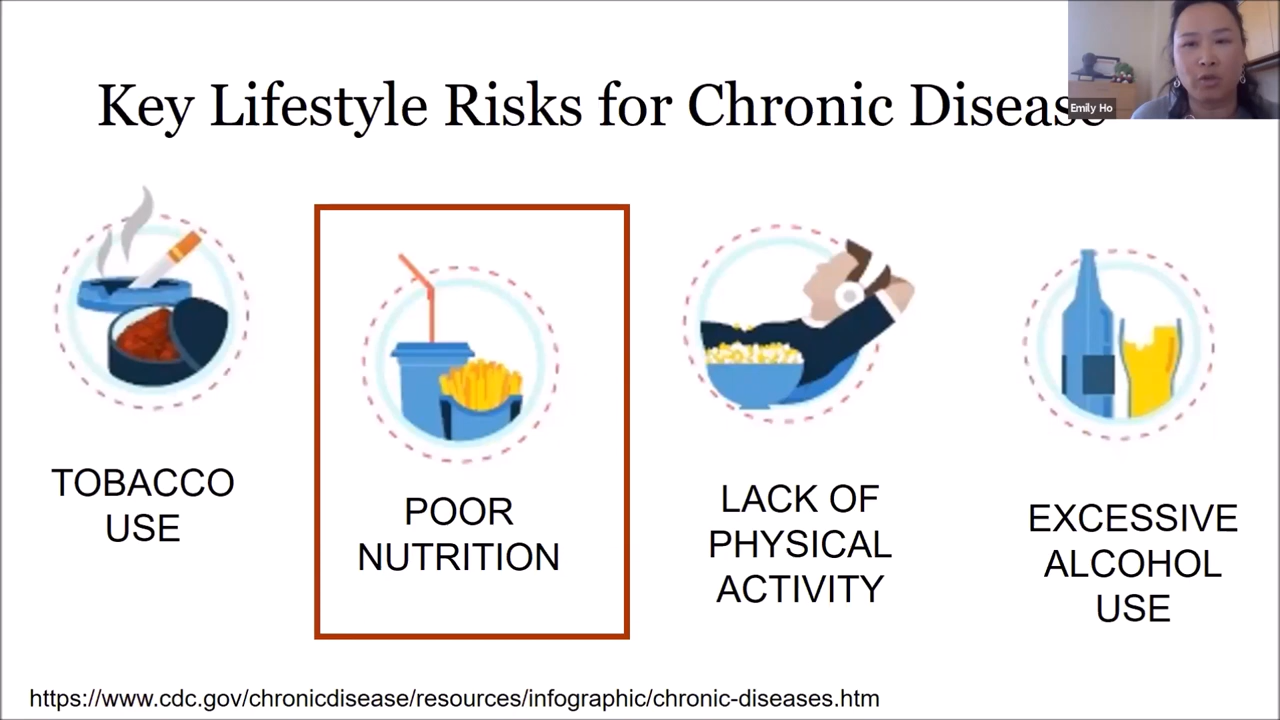 Key Lifestyle Risks for Chronic Disease
Emily Ho
TOBACCO
USE
POOR
NUTRITION
LACK OF
PHYSICAL
ACTIVITY
EXCESSIVE
ALCOHOL
USE
https://www.cdc.gov/chronicdisease/resources/infographic/chronic-diseases.htm